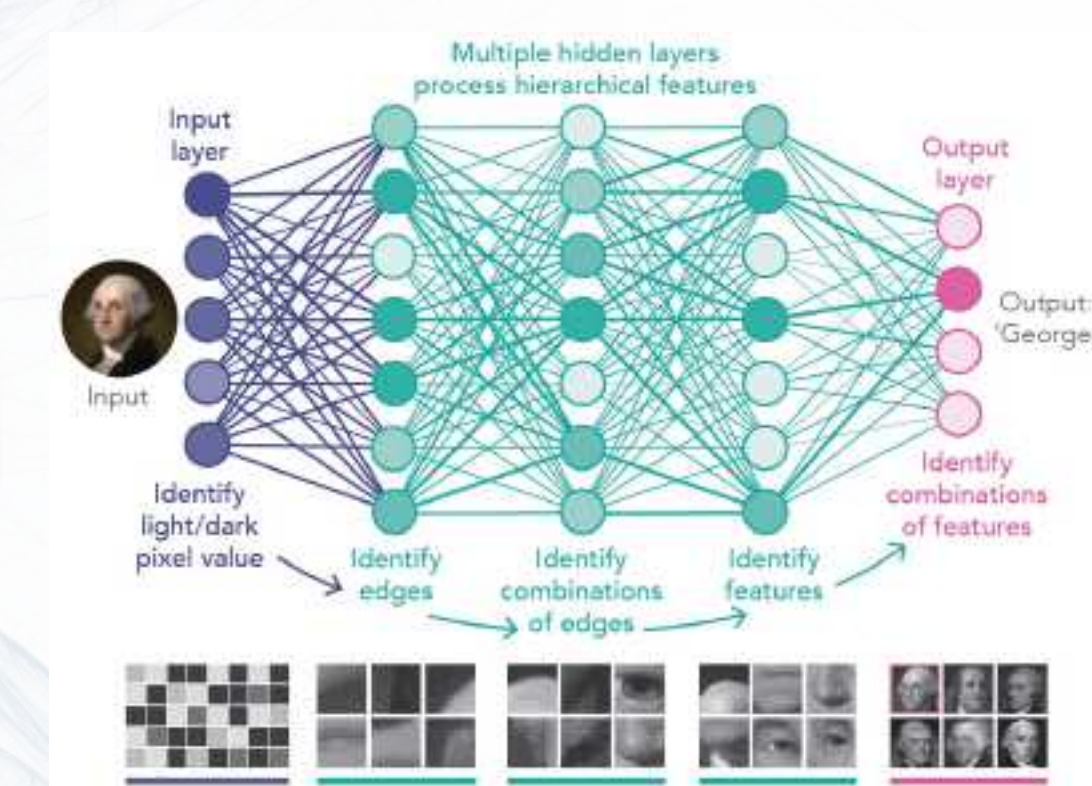 Multiple hidden layers
process hierarchical features
Input
layer
Output
layer
Input
Output:
'George
Identify
light/dark
pixel value
Identify
edges
Identify
combinations
of edges
Identify
features
Identify
combinations
of features